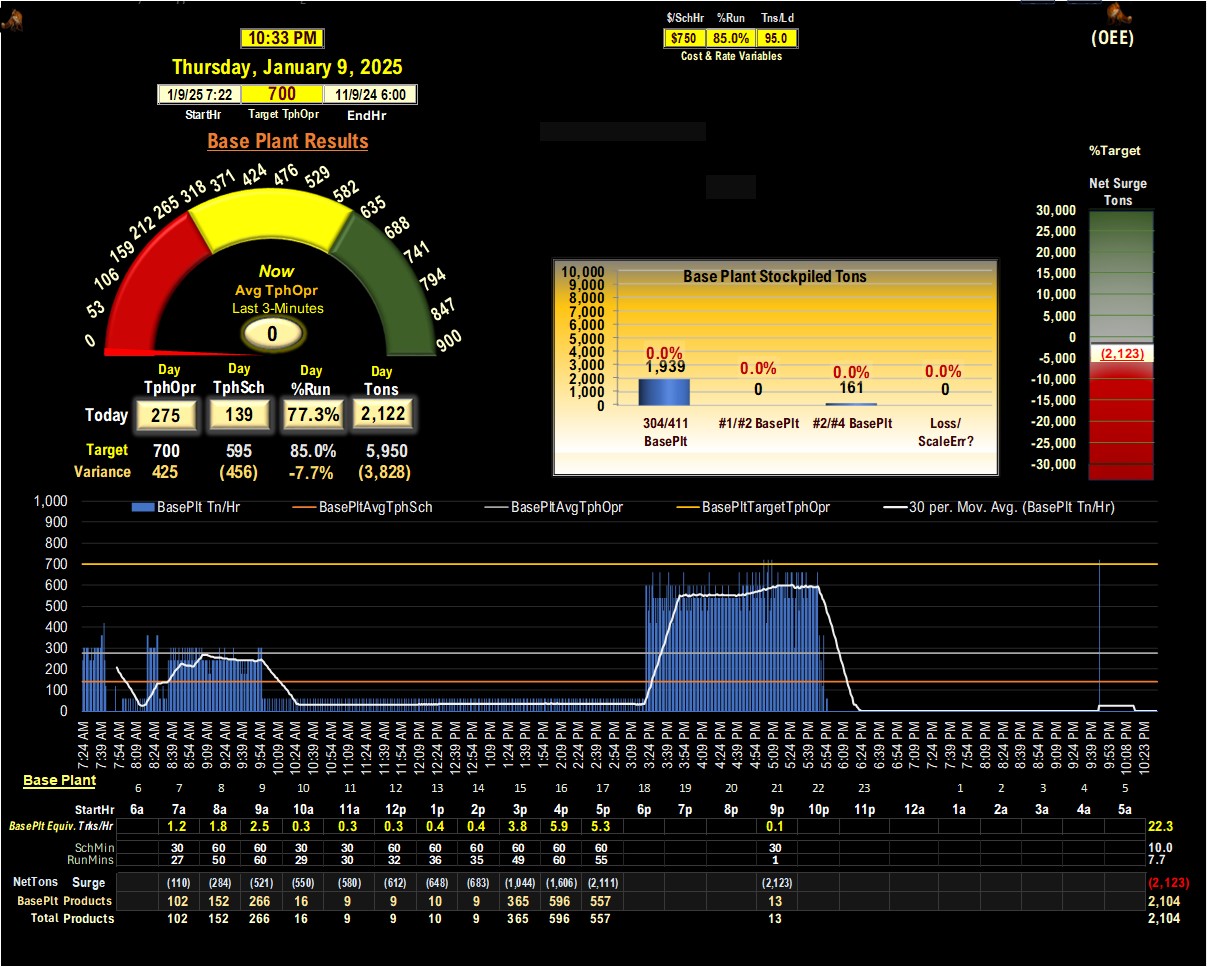 $/SchHr %Run Tns/Ld
10:33 PM $750 85.0% 95.0 (OEE)
Cost & Rate Variables
Thursday, January 9, 2025
1/9/25 7:22 700 11/9/24 6:00
StartHr Target TphOpr EndHr
Base Plant Results
%Target
Net Surge
Tons
0 53 106 159 212 265 318 371 424 476 529 582 635 688 741 794 847 900
Now
Avg TphOpr
Last 3-Minutes
0
Day Day Day Day
TphOpr TphSch %Run Tons
Today 275 139 77.3% 2,122
Target 700 595 85.0% 5,950
Variance 425 (456) -7.7% (3,828)
Base Plant Stockpiled Tons
10,000
9,000
8,000
7,000
6,000
5,000
4,000
3,000
2,000
1,000
0
0.0% 0.0% 0.0% 0.0%
1,939 0 161 0
304/411 #1/#2 BasePlt #2/#4 BasePlt Loss/
BasePlt ScaleErr?
30,000
25,000
20,000
15,000
10,000
5,000
0
(2,123)
-5,000
-10,000
-15,000
-20,000
-25,000
-30,000
BasePlt Tn/Hr BasePltAvgTphSch BasePltAvgTphOpr BasePltTargetTphOpr 30 per. Mov. Avg. (BasePlt Tn/Hr)
1,000
900
800
700
600
500
400
300
200
100
0
7:24 AM 7:39 AM 7:54 AM 8:09 AM 8:24 AM 8:39 AM 8:54 AM 9:09 AM 9:24 AM 9:39 AM 9:54 AM 10:09 AM 10:24 AM 10:39 AM 10:54 AM 11:09 AM 11:24 AM 11:39 AM 11:54 AM 12:09 PM 12:24 PM 12:39 PM 12:54 PM 1:09 PM 1:24 PM 1:39 PM 1:54 PM 2:09 PM 2:24 PM 2:39 PM 2:54 PM 3:09 PM 3:24 PM 3:39 PM 3:54 PM 4:09 PM 4:24 PM 4:39 PM 4:54 PM 5:09 PM 5:24 PM 5:39 PM 5:54 PM 6:09 PM 6:24 PM 6:39 PM 6:54 PM 7:09 PM 7:24 PM 7:39 PM 7:54 PM 8:09 PM 8:24 PM 8:39 PM 8:54 PM 9:09 PM 9:24 PM 9:39 PM 9:53 PM 10:08 PM 10:23 PM
Base Plant 6 7 8 9 10 11 12 13 14 15 16 17 18 19 20 21 22 23 1 2 3 4 5
StartHr 6a 7a 8a 9a 10a 11a 12p 1p 2p 3p 4p 5p 6p 7p 8p 9p 10p 11p 12a 1a 2a 3a 4a 5a
BasePlt Equiv. Trks/Hr 1.2 1.8 2.5 0.3 0.3 0.3 0.4 0.4 3.8 5.9 5.3 0.1 22.3
SchMin 30 60 60 30 30 60 60 60 60 60 60 30 10.0
RunMins 27 50 60 29 30 32 36 35 49 60 55 1 7.7
NetTons Surge (110) (284) (521) (550) (580) (612) (648) (683) (1,044) (1,606) (2,111) (2,123) (2,123)
BasePlt Products 102 152 266 16 9 9 10 9 365 596 557 13 2,104
Total Products 102 152 266 16 9 9 10 9 365 596 557 13 2,104